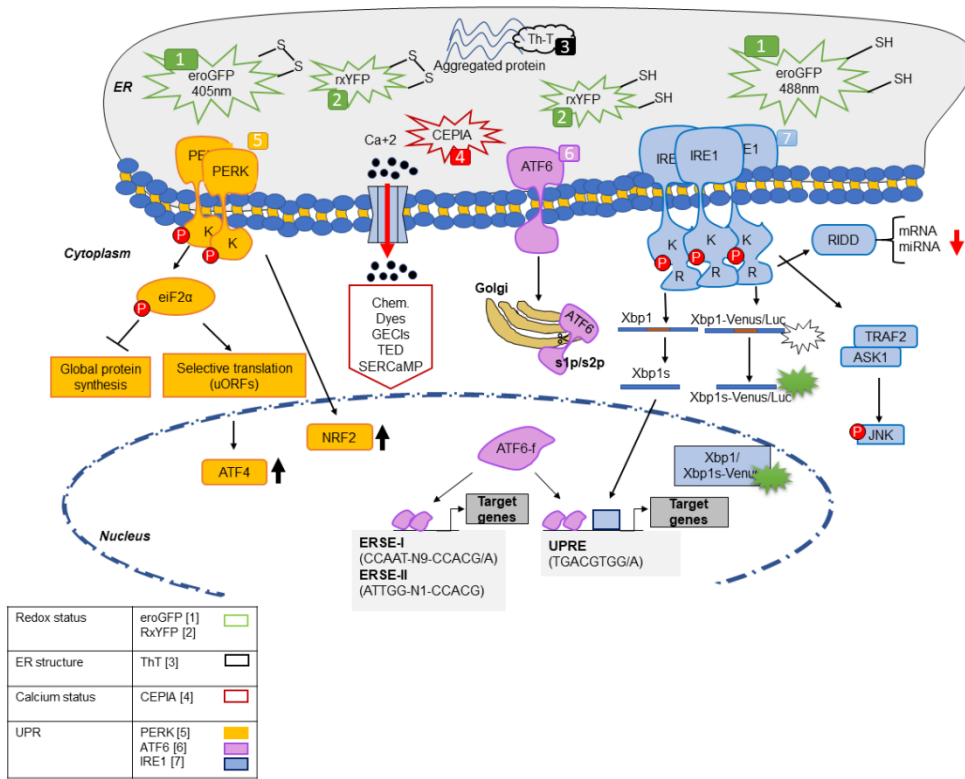 1
eroGFP
405nm
S
S
rxYFP
2
S
S
Th-T
3
Aggregated protein
SH
SH
rxYFP
2
1
eroGFP
488nm
SH
SH
ER
PERK
5
K
K
P
P
Ca+2
CEPIA
4
ATF6
6
IRE1
7
K
K
K
P
P
P
R
R
R
RIDD
mRNA
miRNA
Cytoplasm
eiF2α
P
Global protein
synthesis
Selective translation
(uORFs)
Chem.
Dyes
GECIs
TED
SERCaMP
Golgi
ATF6
s1p/s2p
Xbp1
Xbp1-Venus/Luc
Xbp1s
Xbp1s-Venus/Luc
TRAF2
ASK1
P
JNK
NRF2
ATF4
Nucleus
ATF6-f
Xbp1/
Xbp1s-Venus
Target
genes
Target
genes
ERSE-I
(CCAAT-N9-CCACG/A)
ERSE-II
(ATTGG-N1-CCACG)
UPRE
(TGACGTGG/A)
Redox status
eroGFP [1]
RxYFP [2]
ER structure
ThT [3]
Calcium status
CEPIA [4]
UPR
PERK [5]
ATF6 [6]
IRE1 [7]